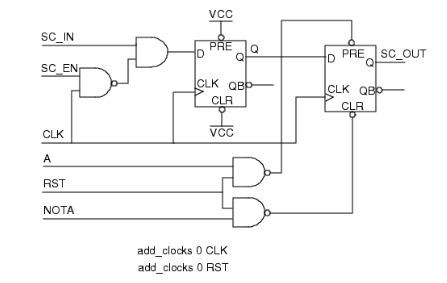 VCC
SC_IN
PRE
Q
D
Q
SC_EN
CLK
QB
CLR
VCC
PRE
SC_OUT
D
Q
CLK
QB
CLR
CLK
A
RST
NOTA
add_clocks 0 CLK
add_clocks 0 RST